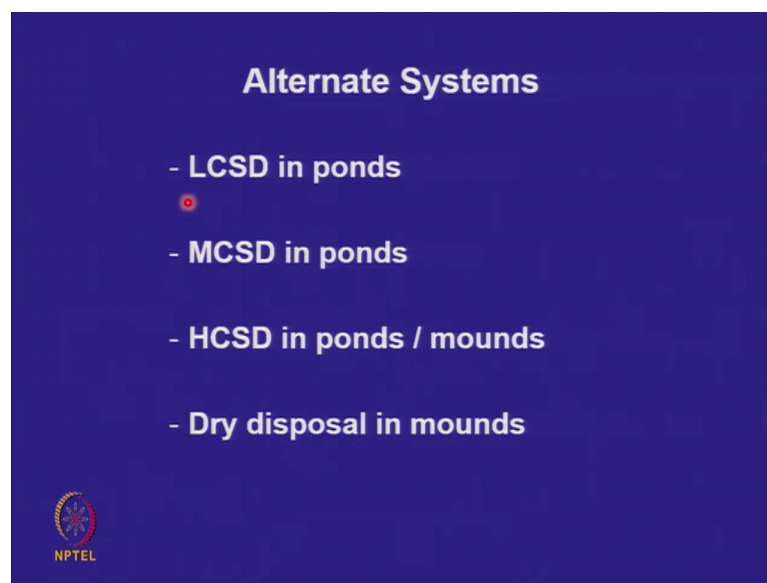 Alternate Systems
- LCSD in ponds
- MCSD in ponds
- HCSD in ponds / mounds
- Dry disposal in mounds
NPTEL